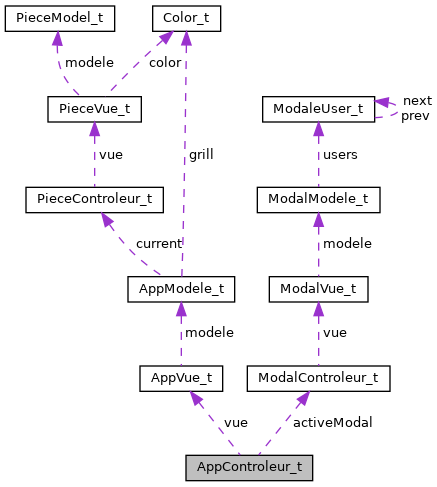 PieceModel_t
Color_t
modele
color
next
prev
PieceVue_t
ModaleUser_t
vue
grill
users
PieceControleur_t
ModalModele_t
current
modele
AppModele_t
ModalVue_t
modele
vue
AppVue_t
ModalControleur_t
vue
activeModal
AppControleur_t